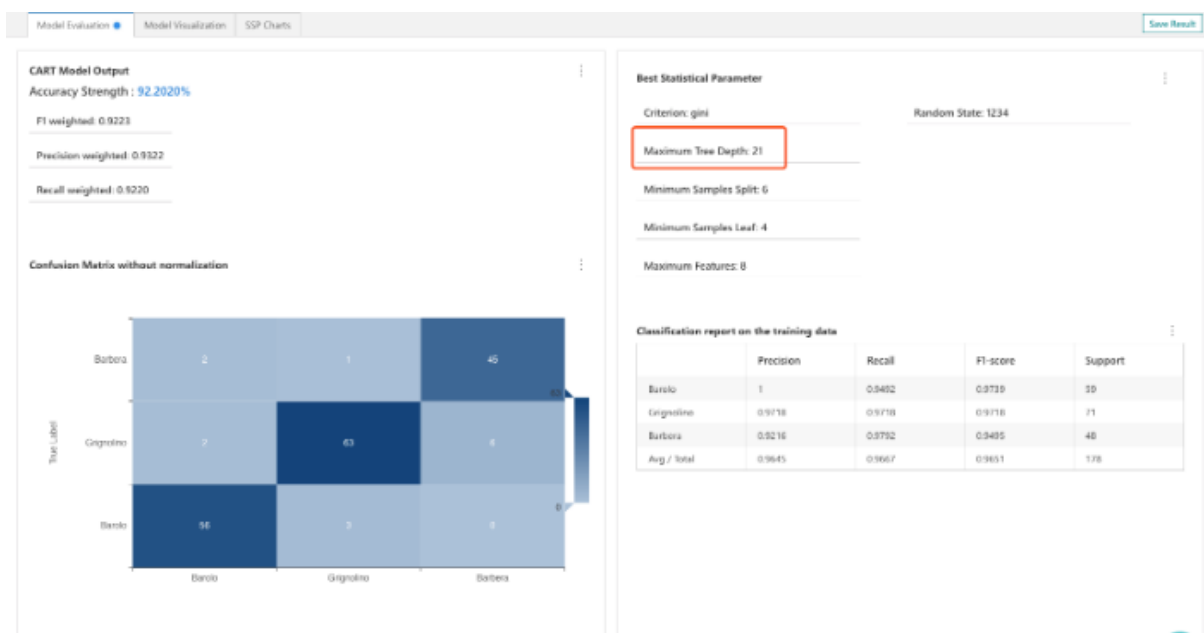 Model Evaluation
Model Visualization
SSP Charts
Save Result
CART Model Output
Accuracy Strength : 92.2020%
F1 weighted: 0.9223
Precision weighted: 0.9322
Recall weighted: 0.9220
Confusion Matrix without normalization
Barbera 2 1 45
True Label
Grignolino 2 63 6
Barolo 56 3 0
63
0
Barolo Grignolino Barbera
Best Statistical Parameter
Criterion: gini
Random State: 1234
Maximum Tree Depth: 21
Minimum Samples Split: 6
Minimum Samples Leaf: 4
Maximum Features: 8
Classification report on the training data
Precision Recall F1-score Support
Barolo 1 0.9492 0.9739 59
Grignolino 0.9718 0.9718 0.9718 71
Barbera 0.9216 0.9792 0.9495 48
Avg / Total 0.9645 0.9667 0.9651 178